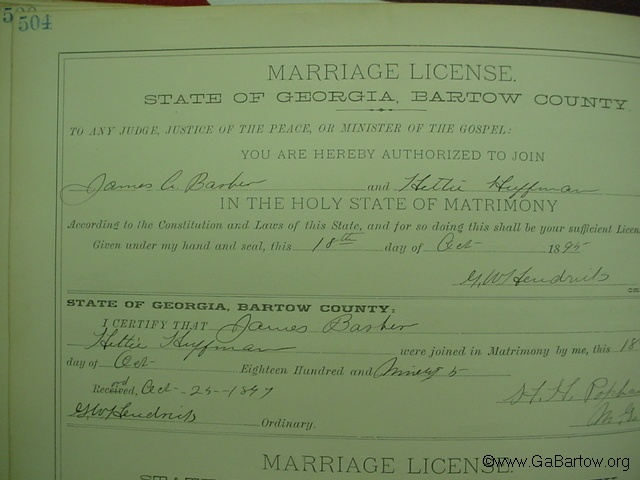 504
MARRIAGE LICENSE.
STATE OF GEORGIA, BARTOW COUNTY.
TO ANY JUDGE, JUSTICE OF THE PEACE, OR MINISTER OF THE GOSPEL:
YOU ARE HEREBY AUTHORIZED TO JOIN
James A. Barber and Hettie Huffman
IN THE HOLY STATE OF MATRIMONY
According to the Constitution and Laws of this State, and for so doing this shall be your sufficient Licen
Given under my hand and seal, this 18th day of Oct 1895
G. W. Hendricks
STATE OF GEORGIA, BARTOW COUNTY:
I CERTIFY THAT James Barber
Hettie Huffman were joined in Matrimony by me, this 18
day of Oct Eighteen Hundred and Ninety 5
Received, Oct - 25 - 1897
G. W. Hendricks Ordinary.
M. G.
MARRIAGE LICENSE.
©www.GaBartow.org